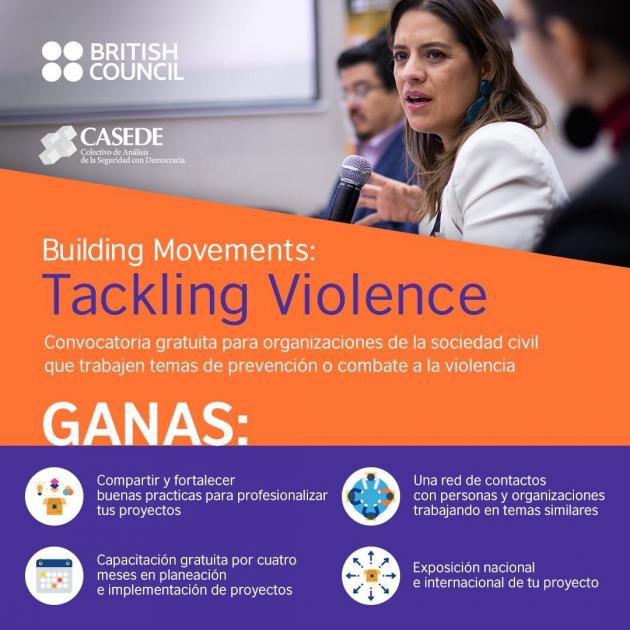 BRITISH
COUNCIL
CASEDE
Colectivo de Análisis
de la Seguridad con Democracia
Building Movements:
Tackling Violence
Convocatoria gratuita para organizaciones de la sociedad civil
que trabajen temas de prevención o combate a la violencia
GANAS:
Compartir y fortalecer
buenas practicas para profesionalizar
tus proyectos
Una red de contactos
con personas y organizaciones
trabajando en temas similares
Capacitación gratuita por cuatro
meses en planeación
e implementación de proyectos
Exposición nacional
e internacional de tu proyecto